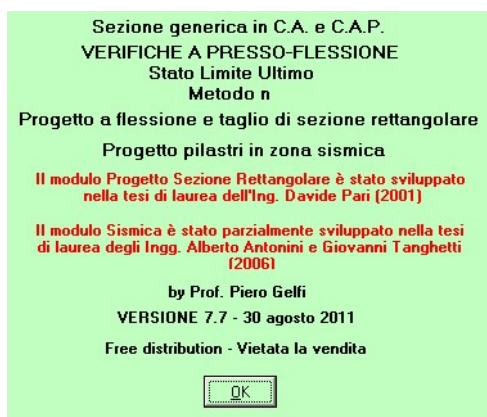 Sezione generica in C.A. e C.A.P.
VERIFICHE A PRESSO-FLESSIONE
Stato Limite Ultimo
Metodo n
Progetto a flessione e taglio di sezione rettangolare
Progetto pilastri in zona sismica
Il modulo Progetto Sezione Rettangolare è stato sviluppato
nella tesi di laurea dell'Ing. Davide Pari (2001)
Il modulo Sismica è stato parzialmente sviluppato nella tesi
di laurea degli Ingg. Alberto Antonini e Giovanni Tanghetti
(2006)
by Prof. Piero Gelfi
VERSIONE 7.7 - 30 agosto 2011
Free distribution - Vietata la vendita
OK